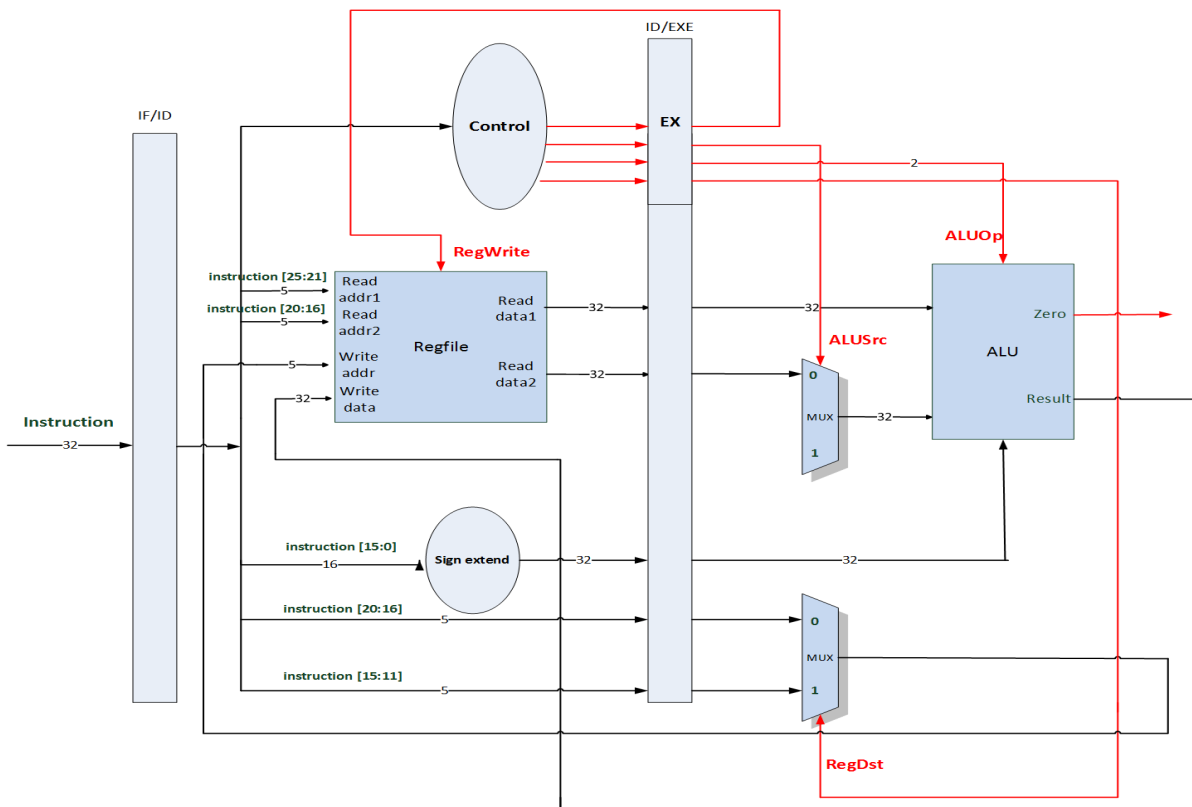 ID/EXE
IF/ID
Control
EX
2
RegWrite
ALUOp
instruction [25:21]
5
Read
addr1
instruction [20:16]
5
Read
addr2
Write
addr
5
Write
data
32
Regfile
Read
data1
32
Read
data2
32
32
ALUSrc
0
MUX
1
32
Zero
ALU
Result
Instruction
32
instruction [15:0]
16
Sign extend
32
32
instruction [20:16]
5
0
MUX
1
instruction [15:11]
5
RegDst